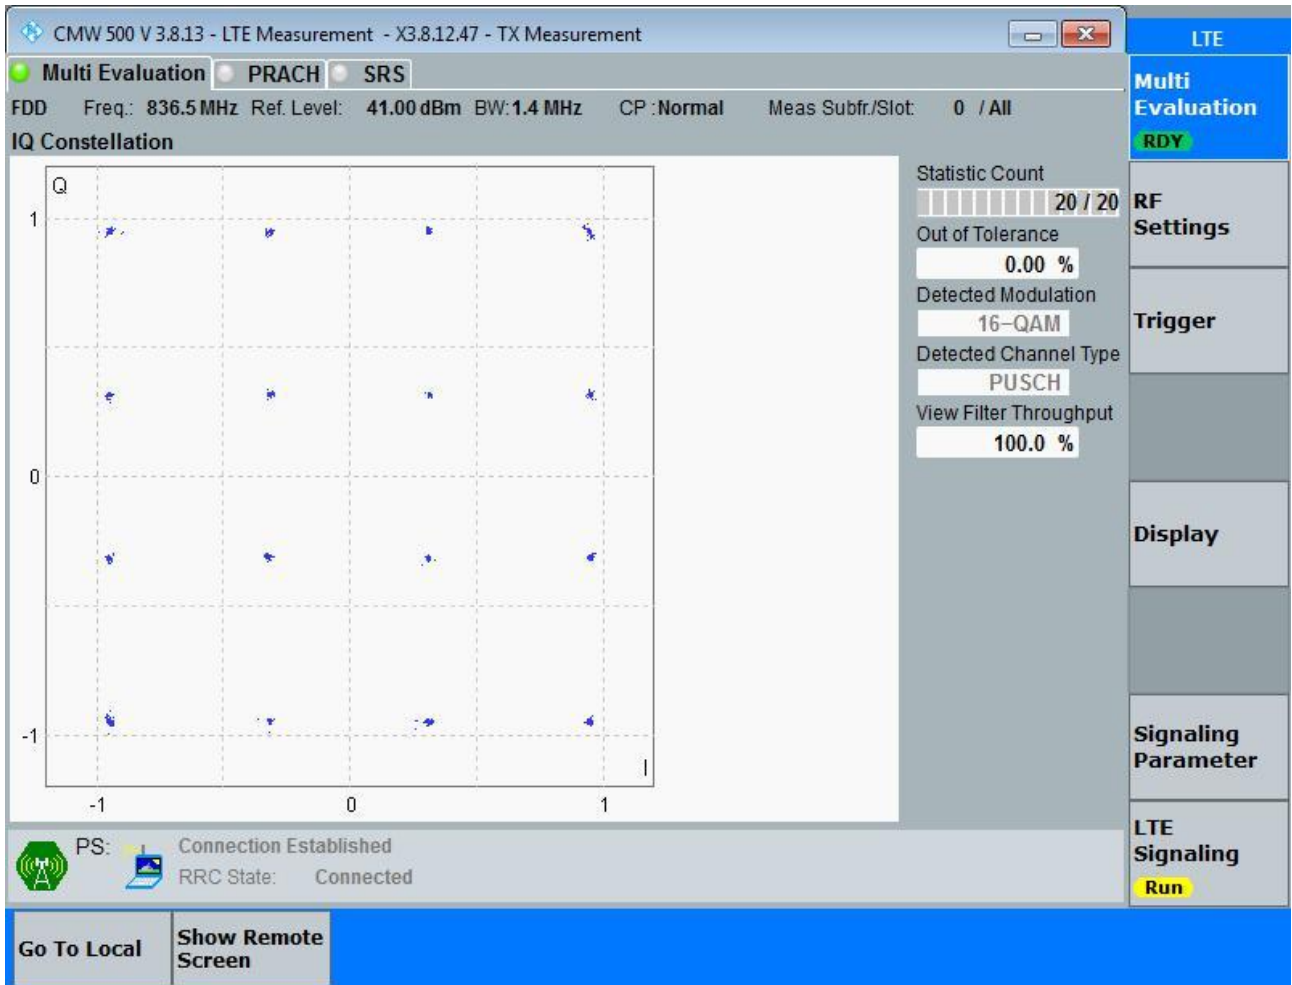 CMW 500 V 3.8.13 - LTE Measurement - X3.8.12.47 - TX Measurement
LTE
Multi Evaluation PRACH SRS
FDD Freq.: 836.5 MHz Ref. Level: 41.00 dBm BW: 1.4 MHz CP : Normal Meas Subfr./Slot: 0 / All
IQ Constellation
Q
1
0
-1
I
-1 0 1
Statistic Count
20 / 20
Out of Tolerance
0.00 %
Detected Modulation
16-QAM
Detected Channel Type
PUSCH
View Filter Throughput
100.0 %
Multi
Evaluation
RDY
RF
Settings
Trigger
Display
Signaling
Parameter
LTE
Signaling
Run
PS: Connection Established
RRC State: Connected
Go To Local
Show Remote
Screen